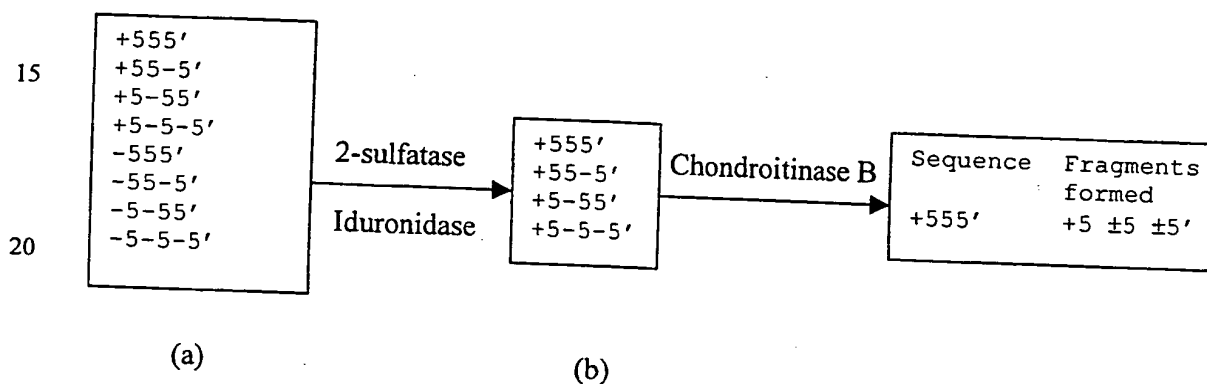 15
20
+555′
+55-5′
+5-55′
+5-5-5′
-555′
-55-5′
-5-55′
-5-5-5′
(a)
2-sulfatase
Iduronidase
+555′
+55-5′
+5-55′
+5-5-5′
(b)
Chondroitinase B
Sequence Fragments
formed
+555′ +5 ±5 ±5′